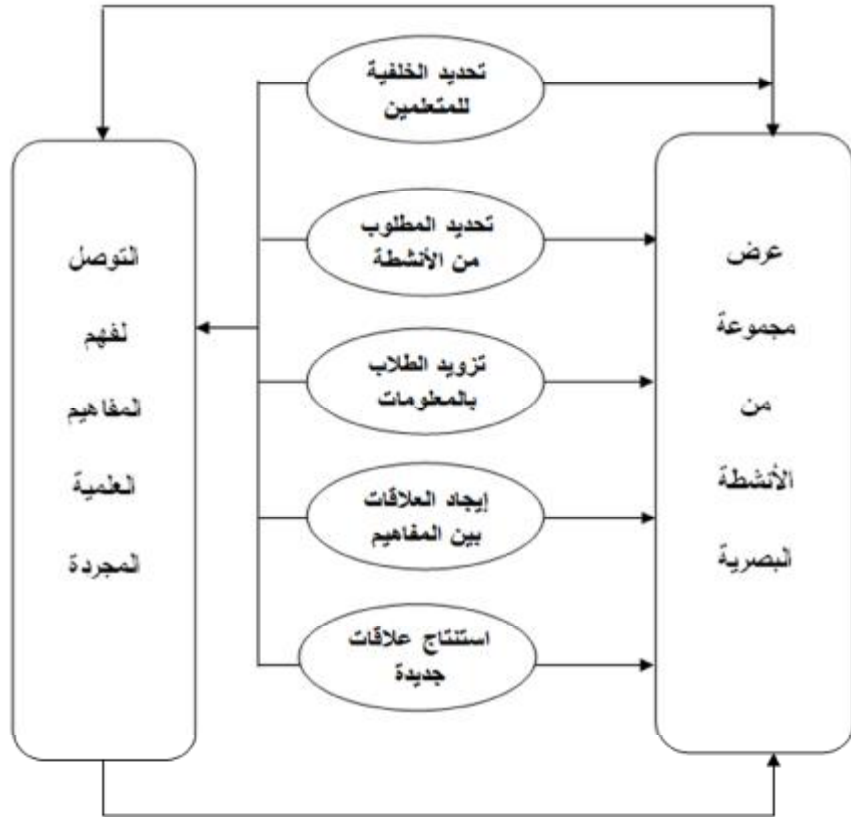 عرض
مجموعة
من
الأنشطة
البصرية
تحديد الخلفية
للمتعلمين
تحديد المطلوب
من الأنشطة
تزويد الطلاب
بالمعلومات
إيجاد العلاقات
بين المفاهيم
استنتاج علاقات
جديدة
التوصل
لفهم
المفاهيم
العلمية
المجردة